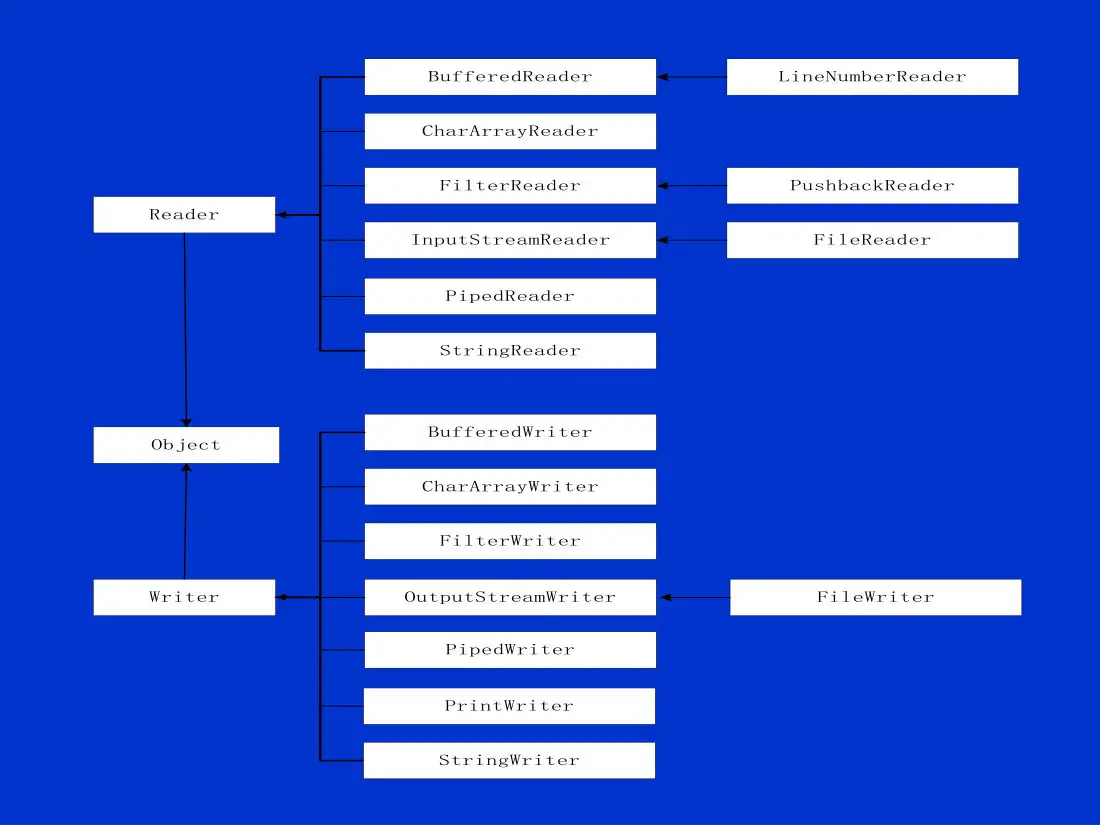 BufferedReader
LineNumberReader
CharArrayReader
FilterReader
PushbackReader
Reader
InputStreamReader
FileReader
PipedReader
StringReader
BufferedWriter
Object
CharArrayWriter
FilterWriter
Writer
OutputStreamWriter
FileWriter
PipedWriter
PrintWriter
StringWriter